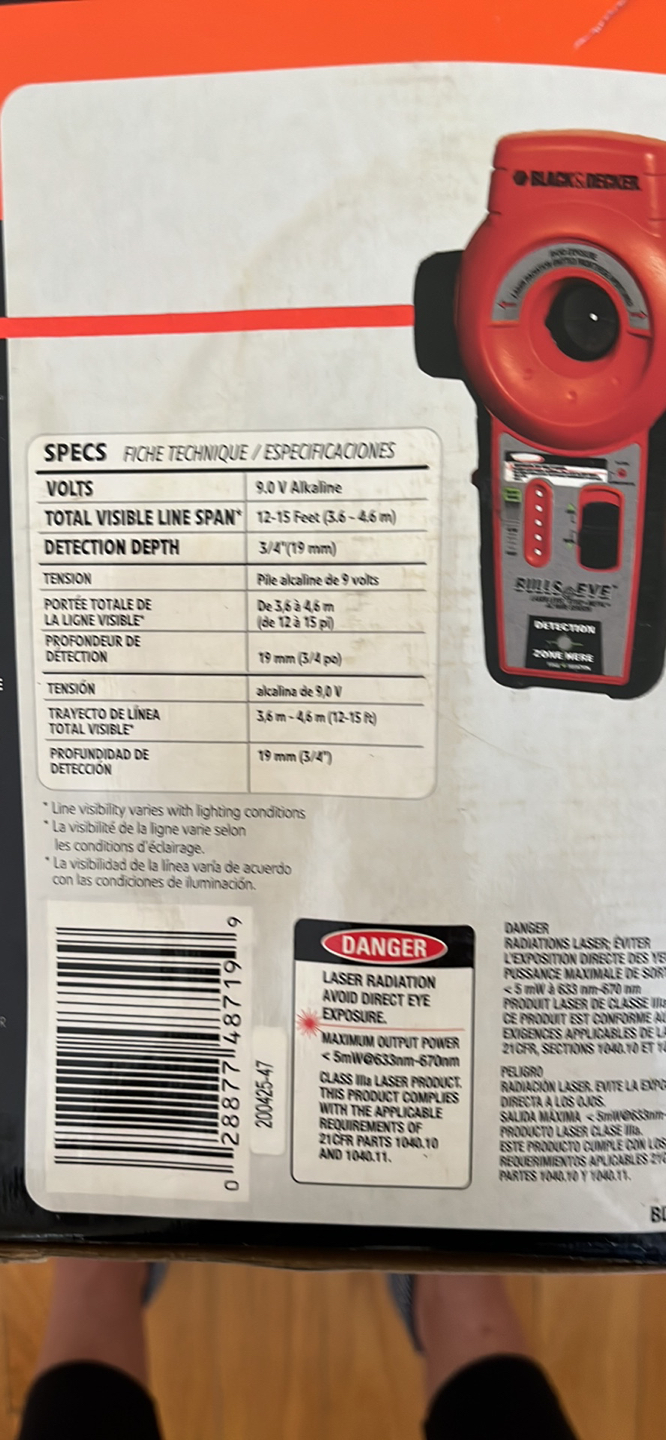 BLACK & DECKER
BULLS EYE™
DETECTION
ZONE HERE
SPECS FICHE TECHNIQUE / ESPECIFICACIONES
VOLTS 9.0 V Alkaline
TOTAL VISIBLE LINE SPAN* 12-15 Feet (3.6 - 4.6 m)
DETECTION DEPTH 3/4"(19 mm)
TENSION Pile alcaline de 9 volts
PORTÉE TOTALE DE De 3,6 à 4,6 m
LA LIGNE VISIBLE* (de 12 à 15 pi)
PROFONDEUR DE
DÉTECTION 19 mm (3/4 po)
TENSIÓN alcalina de 9,0 V
TRAYECTO DE LÍNEA 3,6 m - 4,6 m (12-15 ft)
TOTAL VISIBLE*
PROFUNDIDAD DE 19 mm (3/4")
DETECCIÓN
* Line visibility varies with lighting conditions
* La visibilité de la ligne varie selon
les conditions d'éclairage.
* La visibilidad de la línea varía de acuerdo
con las condiciones de iluminación.
0 28877 48719 9
200425-47
DANGER
LASER RADIATION
AVOID DIRECT EYE
EXPOSURE.
MAXIMUM OUTPUT POWER
< 5mW@633nm-670nm
CLASS IIIa LASER PRODUCT.
THIS PRODUCT COMPLIES
WITH THE APPLICABLE
REQUIREMENTS OF
21CFR PARTS 1040.10
AND 1040.11.
DANGER
RADIATIONS LASER; ÉVITER
L'EXPOSITION DIRECTE DES
PUISSANCE MAXIMALE DE
< 5 mW à 633 nm-670 nm
PRODUIT LASER DE CLASSE IIIa
CE PRODUIT EST CONFORME
EXIGENCES APPLICABLES DE
21CFR, SECTIONS 1040.10 ET
PELIGRO
RADIACIÓN LASER. EVITE LA
DIRECTA A LOS OJOS.
SALIDA MÁXIMA < 5mW@633nm-
PRODUCTO LASER CLASE IIIa.
ESTE PRODUCTO CUMPLE CON LOS
REQUERIMIENTOS APLICABLES
PARTES 1040.10 Y 1040.11.